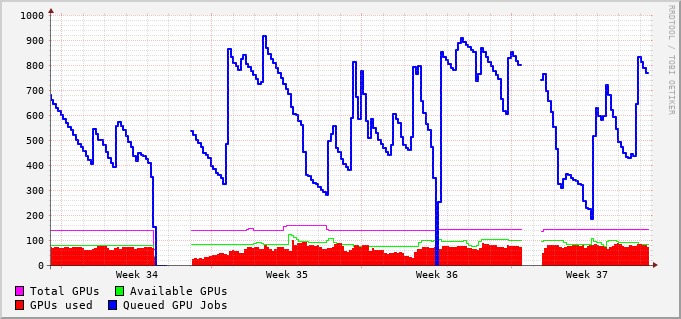 1000
900
800
700
600
500
400
300
200
100
0
Week 34 Week 35 Week 36 Week 37
Total GPUs Available GPUs
GPUs used Queued GPU Jobs
RRDTOOL / TOBI OETIKER